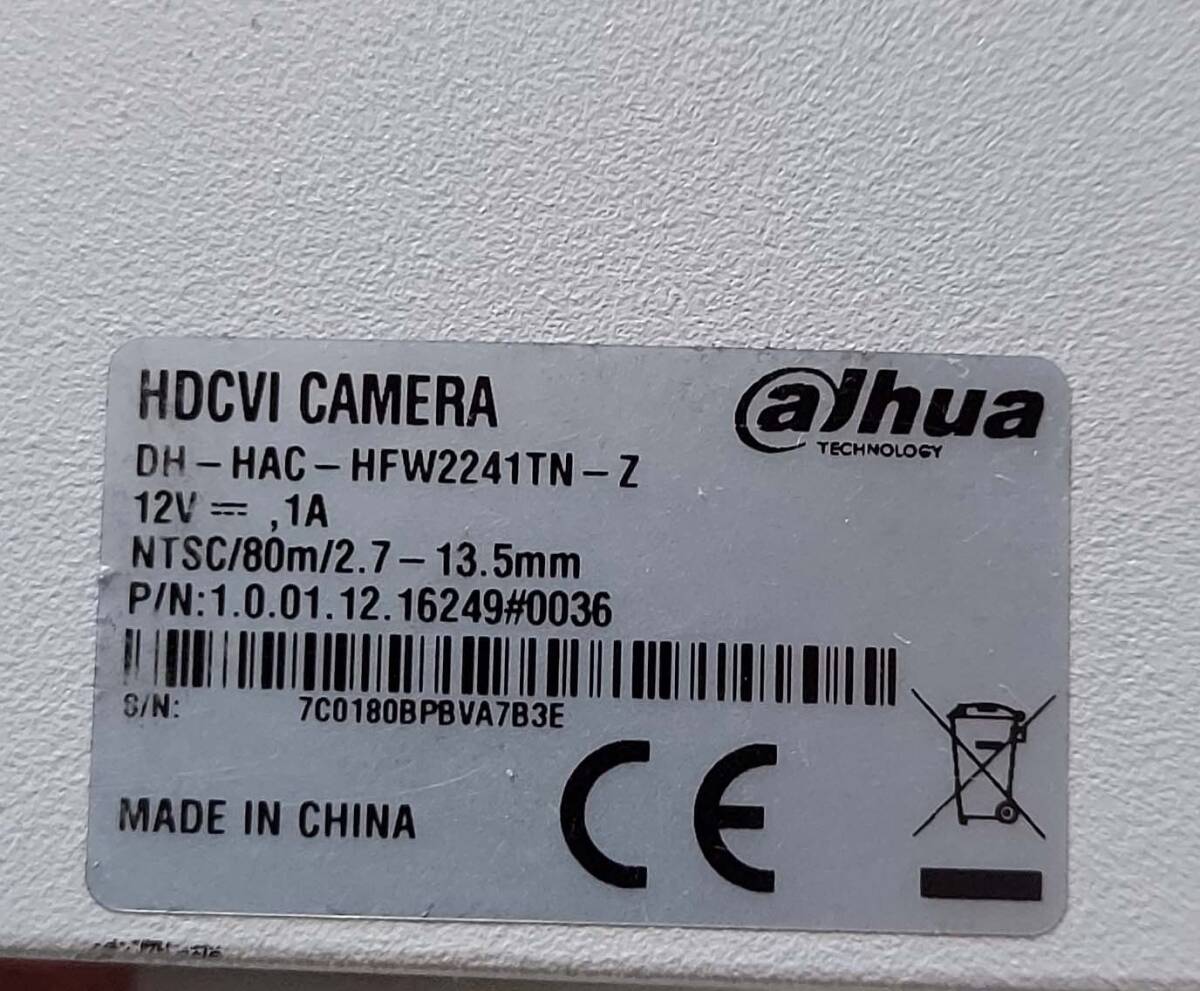 HDCVI CAMERA
alhua
TECHNOLOGY
DH-HAC-HFW2241TN-Z
12V ⎓ ,1A
NTSC/80m/2.7-13.5mm
P/N:1.0.01.12.16249#0036
S/N: 7C0180BPBVA7B3E
MADE IN CHINA
CE